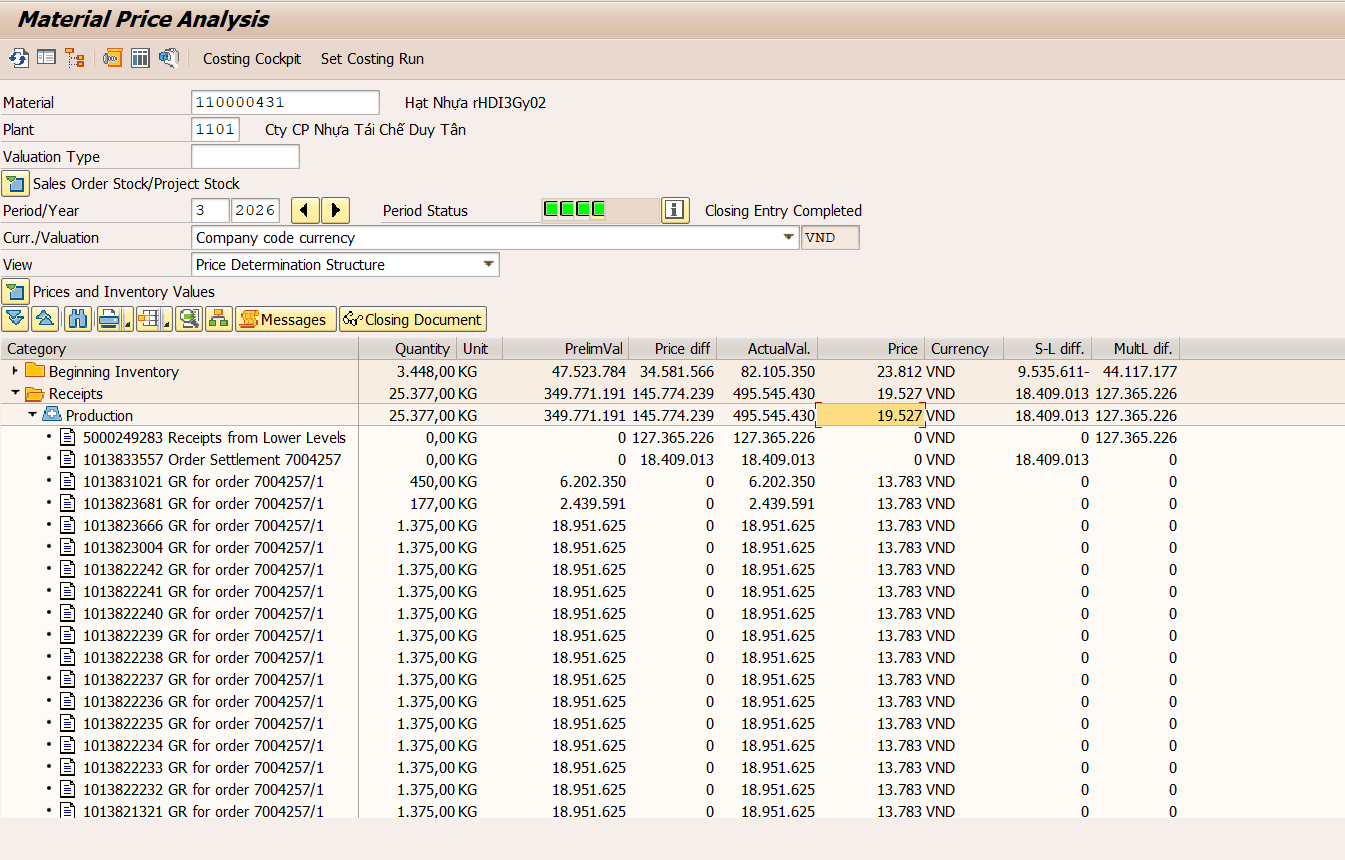 Material Price Analysis
Costing Cockpit Set Costing Run
Material 110000431 Hạt Nhựa rHDI3Gy02
Plant 1101 Cty CP Nhựa Tái Chế Duy Tân
Valuation Type
Sales Order Stock/Project Stock
Period/Year 3 2026 Period Status Closing Entry Completed
Curr./Valuation Company code currency VND
View Price Determination Structure
Prices and Inventory Values
Messages Closing Document
Category Quantity Unit PrelimVal Price diff ActualVal. Price Currency S-L diff. MultL dif.
Beginning Inventory 3.448,00 KG 47.523.784 34.581.566 82.105.350 23.812 VND 9.535.611- 44.117.177
Receipts 25.377,00 KG 349.771.191 145.774.239 495.545.430 19.527 VND 18.409.013 127.365.226
Production 25.377,00 KG 349.771.191 145.774.239 495.545.430 19.527 VND 18.409.013 127.365.226
5000249283 Receipts from Lower Levels 0,00 KG 0 127.365.226 127.365.226 0 VND 0 127.365.226
1013833557 Order Settlement 7004257 0,00 KG 0 18.409.013 18.409.013 0 VND 18.409.013 0
1013831021 GR for order 7004257/1 450,00 KG 6.202.350 0 6.202.350 13.783 VND 0 0
1013823681 GR for order 7004257/1 177,00 KG 2.439.591 0 2.439.591 13.783 VND 0 0
1013823666 GR for order 7004257/1 1.375,00 KG 18.951.625 0 18.951.625 13.783 VND 0 0
1013823004 GR for order 7004257/1 1.375,00 KG 18.951.625 0 18.951.625 13.783 VND 0 0
1013822242 GR for order 7004257/1 1.375,00 KG 18.951.625 0 18.951.625 13.783 VND 0 0
1013822241 GR for order 7004257/1 1.375,00 KG 18.951.625 0 18.951.625 13.783 VND 0 0
1013822240 GR for order 7004257/1 1.375,00 KG 18.951.625 0 18.951.625 13.783 VND 0 0
1013822239 GR for order 7004257/1 1.375,00 KG 18.951.625 0 18.951.625 13.783 VND 0 0
1013822238 GR for order 7004257/1 1.375,00 KG 18.951.625 0 18.951.625 13.783 VND 0 0
1013822237 GR for order 7004257/1 1.375,00 KG 18.951.625 0 18.951.625 13.783 VND 0 0
1013822236 GR for order 7004257/1 1.375,00 KG 18.951.625 0 18.951.625 13.783 VND 0 0
1013822235 GR for order 7004257/1 1.375,00 KG 18.951.625 0 18.951.625 13.783 VND 0 0
1013822234 GR for order 7004257/1 1.375,00 KG 18.951.625 0 18.951.625 13.783 VND 0 0
1013822233 GR for order 7004257/1 1.375,00 KG 18.951.625 0 18.951.625 13.783 VND 0 0
1013822232 GR for order 7004257/1 1.375,00 KG 18.951.625 0 18.951.625 13.783 VND 0 0
1013821321 GR for order 7004257/1 1.375,00 KG 18.951.625 0 18.951.625 13.783 VND 0 0